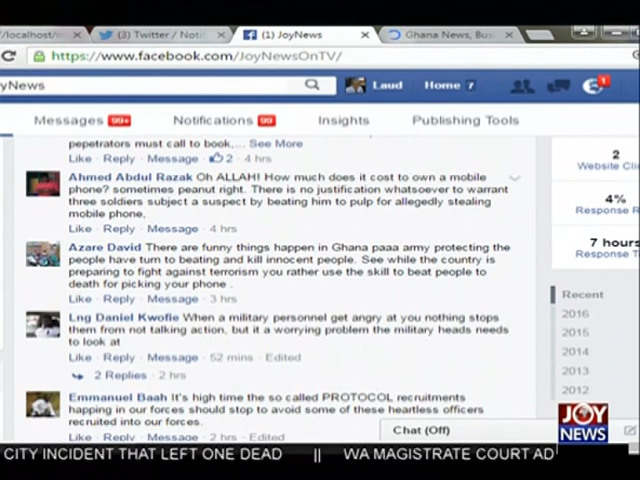 /localhost/m
(3) Twitter / Notif
(1) JoyNews
Ghana News, Bus
https://www.facebook.com/JoyNewsOnTV/
yNews
Laud
Home 7
1
Messages 99+
Notifications 99
Insights
Publishing Tools
pepetrators must call to book,... See More
Like · Reply · Message · 2 · 4 hrs
Ahmed Abdul Razak Oh ALLAH! How much does it cost to own a mobile
phone? sometimes peanut right. There is no justification whatsoever to warrant
three soldiers subject a suspect by beating him to pulp for allegedly stealing
mobile phone,
Like · Reply · Message · 4 hrs
Azare David There are funny things happen in Ghana paaa army protecting the
people have turn to beating and kill innocent people. See while the country is
preparing to fight against terrorism you rather use the skill to beat people to
death for picking your phone .
Like · Reply · Message · 3 hrs
Lng Daniel Kwofie When a military personnel get angry at you nothing stops
them from not talking action, but it a worrying problem the military heads needs
to look at
Like · Reply · Message · 52 mins · Edited
2 Replies · 2 hrs
Emmanuel Baah It's high time the so called PROTOCOL recruitments
happing in our forces should stop to avoid some of these heartless officers
recruited into our forces.
Like · Reply · Message · 2 hrs · Edited
2
Website Clic
4%
Response R
7 hours
Response T
Recent
2016
2015
2014
2013
2012
Chat (Off)
JOY
NEWS
CITY INCIDENT THAT LEFT ONE DEAD || WA MAGISTRATE COURT AD